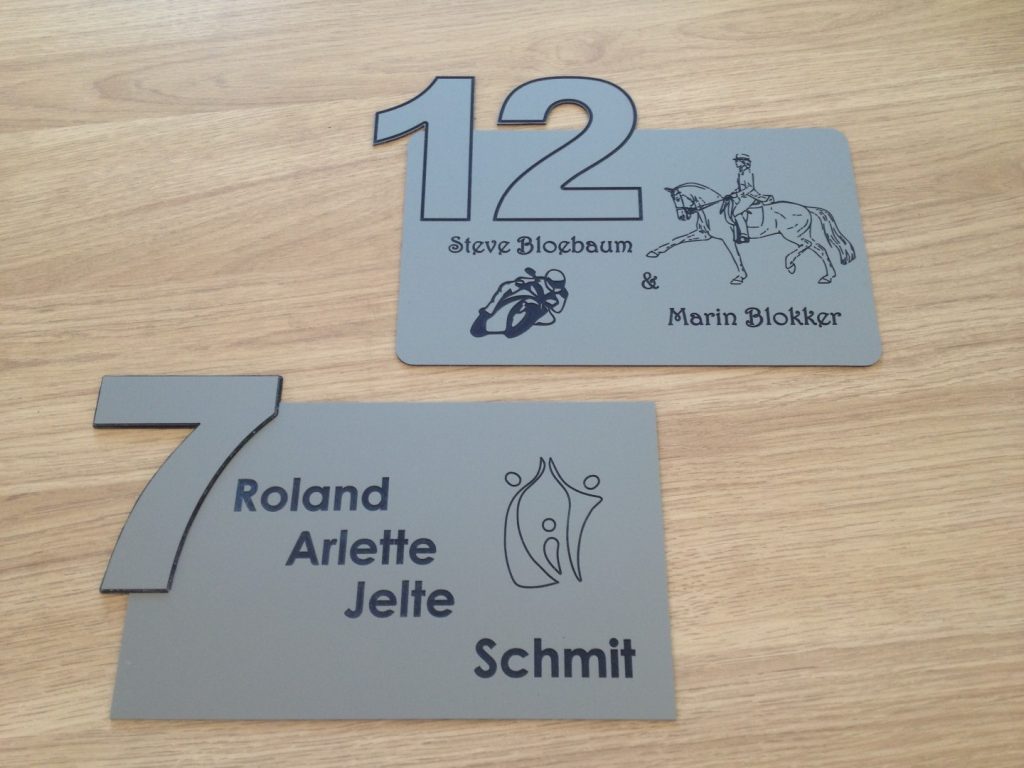 12
Steve Bloebaum
&
Marin Blokker
7
Roland
Arlette
Jelte
Schmit